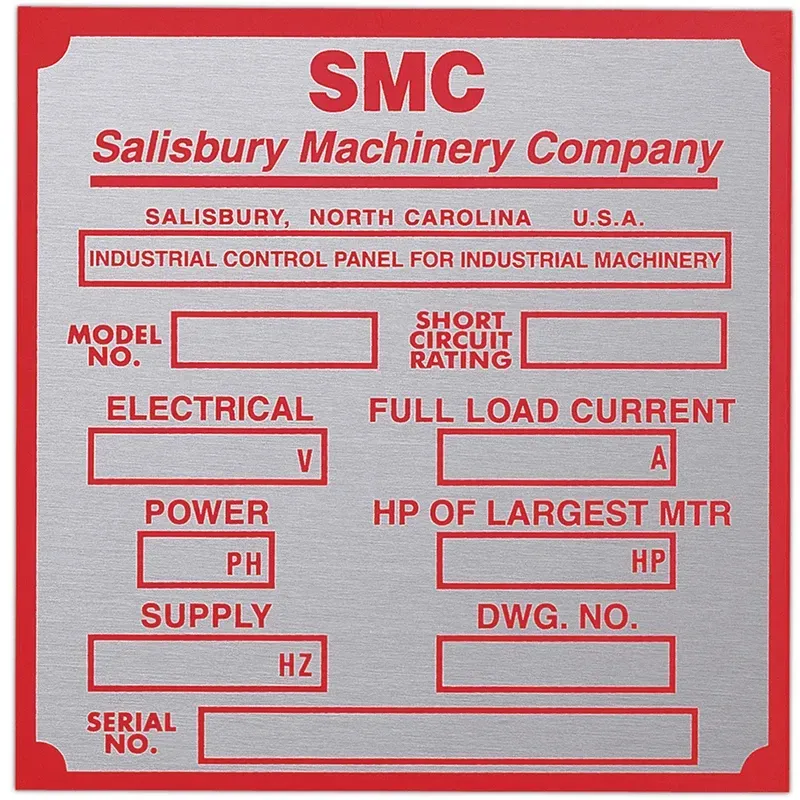 SMC
Salisbury Machinery Company
SALISBURY, NORTH CAROLINA U.S.A.
INDUSTRIAL CONTROL PANEL FOR INDUSTRIAL MACHINERY
MODEL NO.
SHORT CIRCUIT RATING
ELECTRICAL FULL LOAD CURRENT
V A
POWER HP OF LARGEST MTR
PH HP
SUPPLY DWG. NO.
HZ
SERIAL NO.